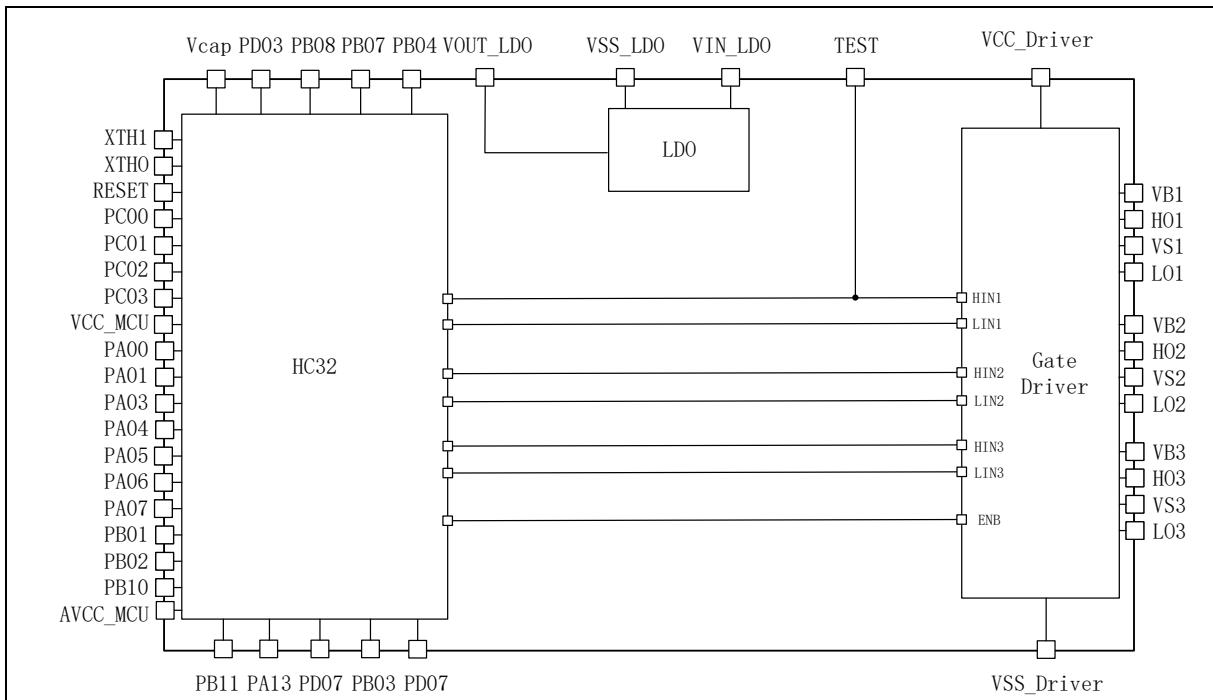 Vcap PD03 PB08 PB07 PB04 VOUT_LDO VSS_LDO VIN_LDO TEST VCC_Driver
XTH1
XTHO
RESET
PC00
PC01
PC02
PC03
VCC_MCU
PA00
PA01
PA03
PA04
PA05
PA06
PA07
PB01
PB02
PB10
AVCC_MCU
HC32
LDO
HIN1
LIN1
HIN2
LIN2
HIN3
LIN3
ENB
Gate
Driver
VB1
HO1
VS1
LO1
VB2
HO2
VS2
LO2
VB3
HO3
VS3
LO3
PB11 PA13 PD07 PB03 PD07 VSS_Driver